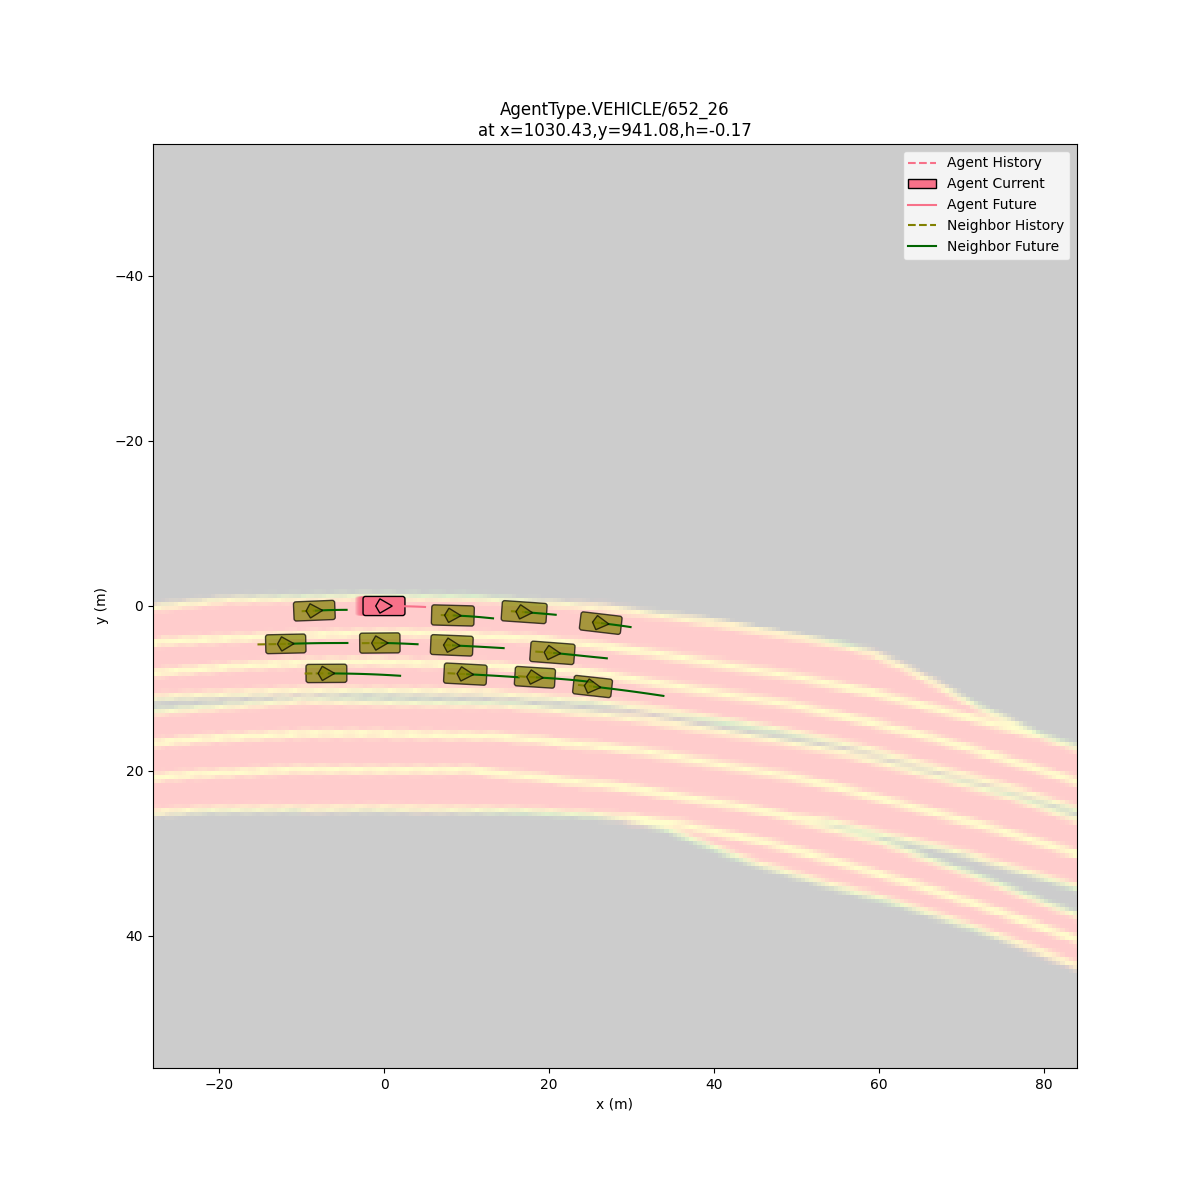 AgentType.VEHICLE/652_26
at x=1030.43,y=941.08,h=-0.17
Agent History
Agent Current
Agent Future
Neighbor History
Neighbor Future
−40
−20
0
20
40
y (m)
−20
0
20
40
60
80
x (m)